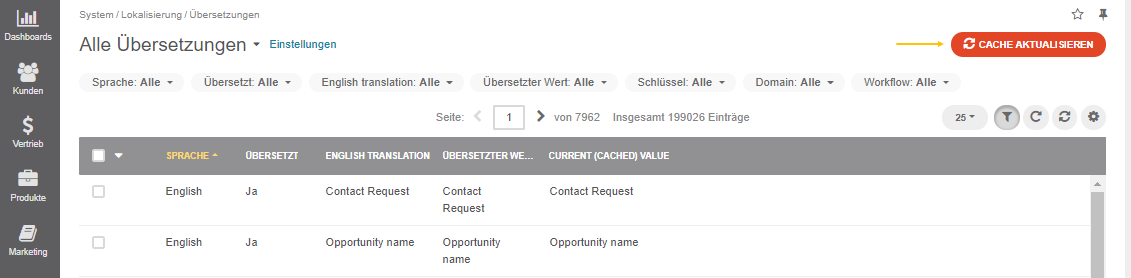 Dashboards
Kunden
Vertrieb
Produkte
Marketing
System / Lokalisierung / Übersetzungen
Alle Übersetzungen Einstellungen
CACHE AKTUALISIEREN
Sprache: Alle Übersetzt: Alle English translation: Alle Übersetzter Wert: Alle Schlüssel: Alle Domain: Alle Workflow: Alle
Seite: 1 von 7962 Insgesamt 199026 Einträge 25
SPRACHE ÜBERSETZT ENGLISH TRANSLATION ÜBERSETZTER WE... CURRENT (CACHED) VALUE
English Ja Contact Request Contact Request Contact Request
English Ja Opportunity name Opportunity name Opportunity name